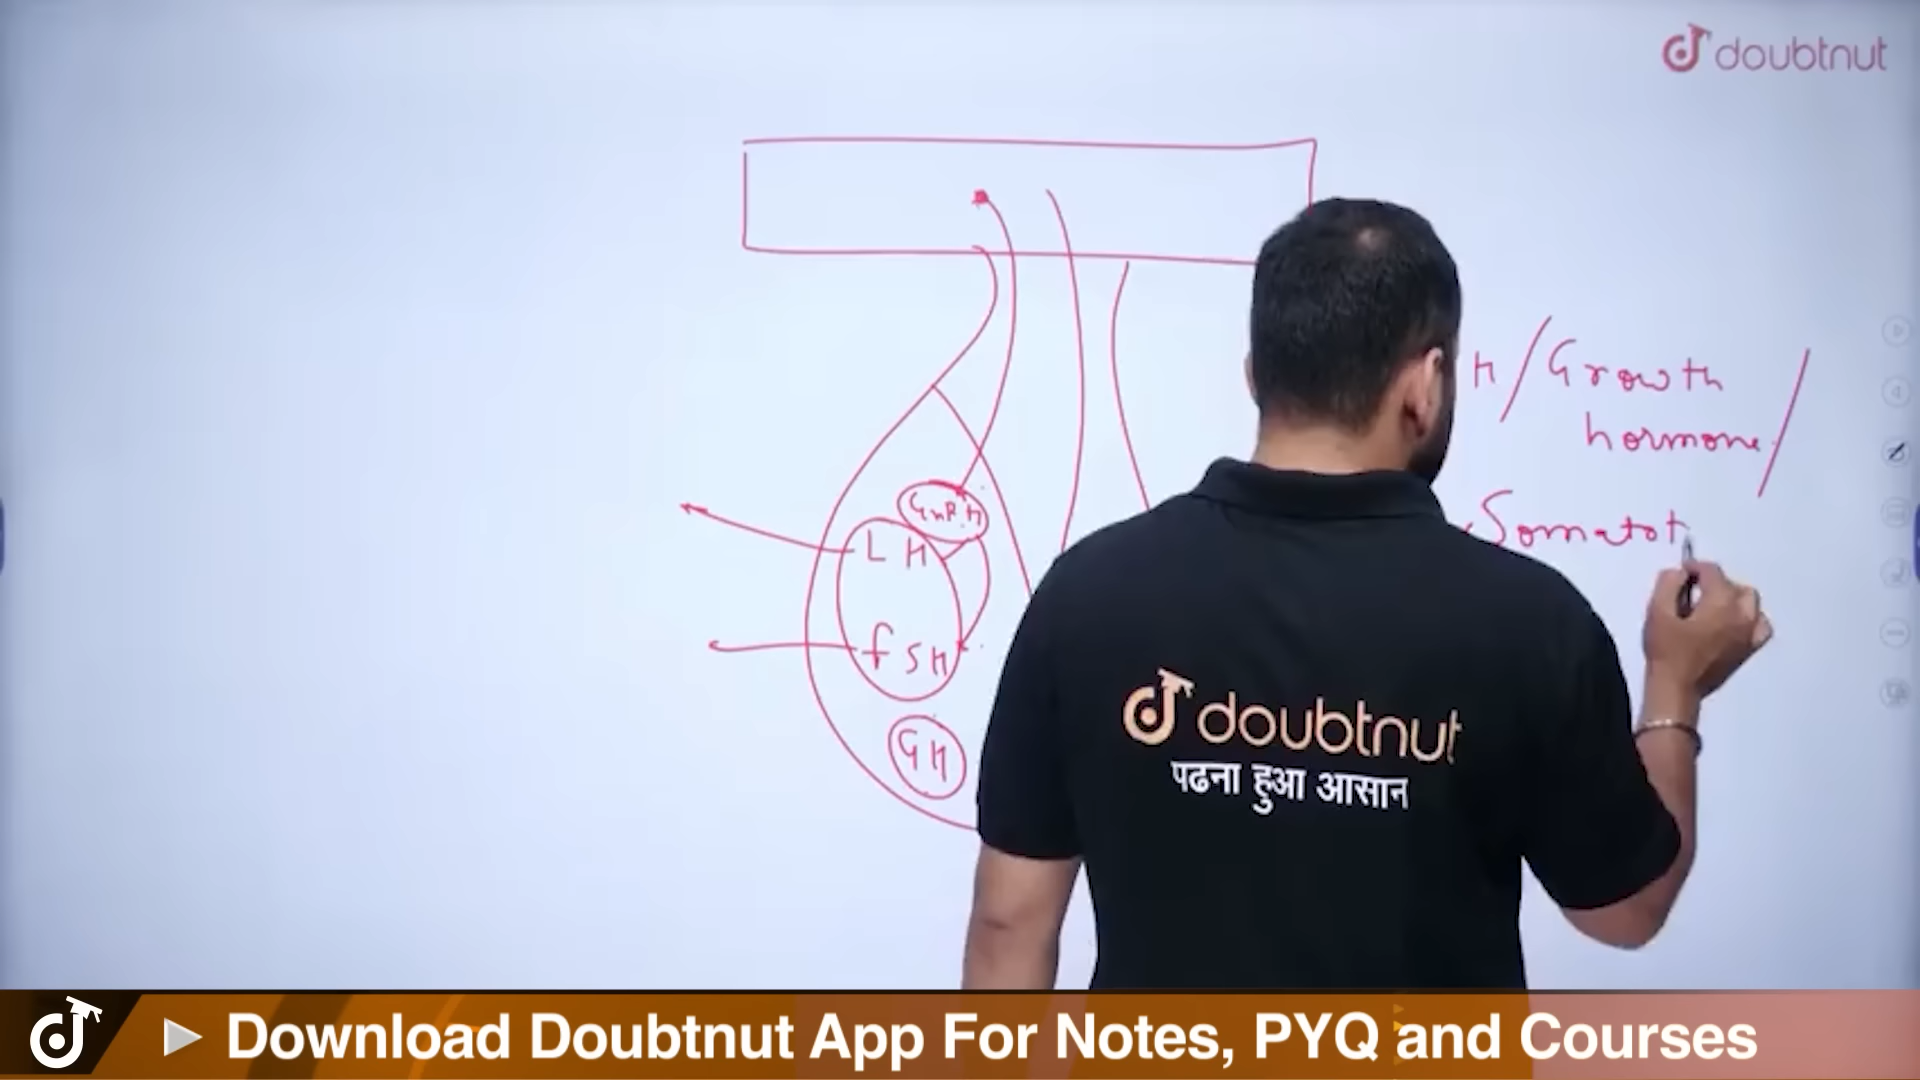 doubtnut
H / Growth /
hormone
Somatot
GnRH
LH
fSH
GH
doubtnut
पढना हुआ आसान
Download Doubtnut App For Notes, PYQ and Courses